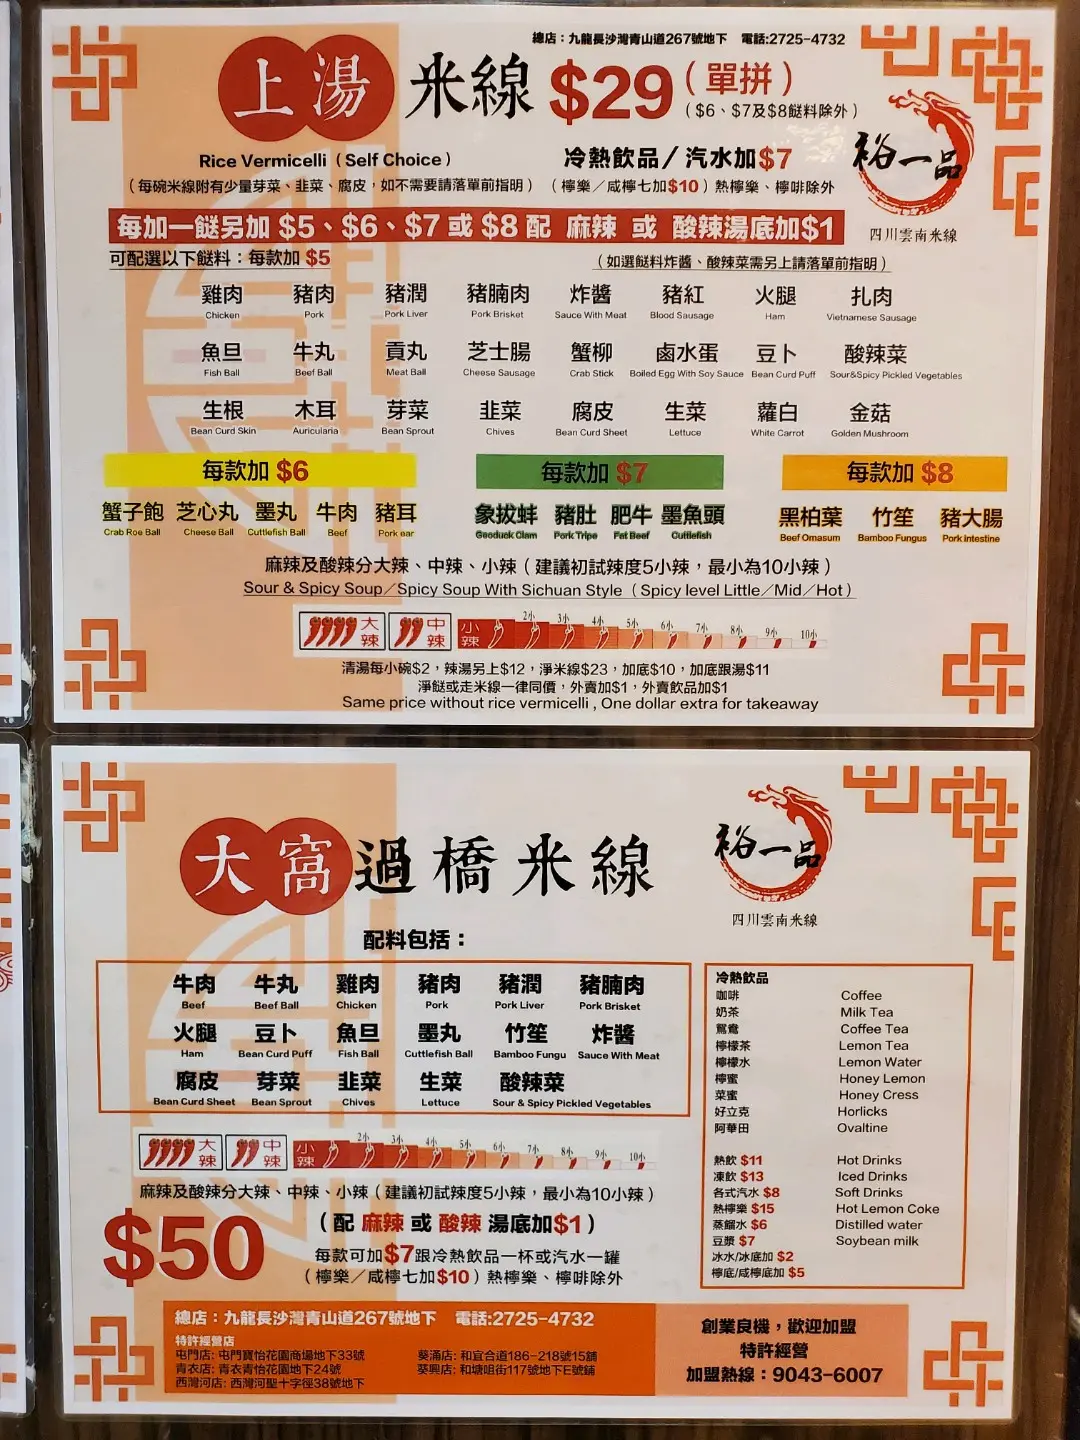 總店：九龍長沙灣青山道267號地下 電話:2725-4732
上湯米線 $29（單拼）
（$6、$7及$8餸料除外）
Rice Vermicelli（Self Choice）
冷熱飲品/汽水加$7
（每碗米線附有少量芽菜、韭菜、腐皮，如不需要請落單前指明）
（檸樂／咸檸七加$10）熱檸樂、檸啡除外
裕一品
四川雲南米線
每加一餸另加 $5、$6、$7 或 $8 配 麻辣 或 酸辣湯底加$1
可配選以下餸料：每款加 $5
（如選餸料炸醬、酸辣菜需另上請落單前指明）
雞肉 豬肉 豬潤 豬腩肉 炸醬 豬紅 火腿 扎肉
Chicken Pork Pork Liver Pork Brisket Sauce With Meat Blood Sausage Ham Vietnamese Sausage
魚旦 牛丸 貢丸 芝士腸 蟹柳 鹵水蛋 豆卜 酸辣菜
Fish Ball Beef Ball Meat Ball Cheese Sausage Crab Stick Boiled Egg With Soy Sauce Bean Curd Puff Sour&Spicy Pickled Vegetables
生根 木耳 芽菜 韭菜 腐皮 生菜 蘿白 金菇
Bean Curd Skin Auricularia Bean Sprout Chives Bean Curd Sheet Lettuce White Carrot Golden Mushroom
每款加 $6
每款加 $7
每款加 $8
蟹子飽 芝心丸 墨丸 牛肉 豬耳
Crab Roe Ball Cheese Ball Cuttlefish Ball Beef Pork ear
象拔蚌 豬肚 肥牛 墨魚頭
Geoduck Clam Pork Tripe Fat Beef Cuttlefish
黑柏葉 竹笙 豬大腸
Beef Omasum Bamboo Fungus Pork intestine
麻辣及酸辣分大辣、中辣、小辣（建議初試辣度5小辣，最小為10小辣）
Sour & Spicy Soup／Spicy Soup With Sichuan Style（Spicy level Little／Mid／Hot）
大辣 中辣 小辣 2小 3小 4小 5小 6小 7小 8小 9小 10小
清湯每小碗$2，辣湯另上$12，淨米線$23，加底$10，加底跟湯$11
淨餸或走米線一律同價，外賣加$1，外賣飲品加$1
Same price without rice vermicelli , One dollar extra for takeaway
大窩過橋米線
裕一品
四川雲南米線
配料包括：
牛肉 牛丸 雞肉 豬肉 豬潤 豬腩肉
Beef Beef Ball Chicken Pork Pork Liver Pork Brisket
火腿 豆卜 魚旦 墨丸 竹笙 炸醬
Ham Bean Curd Puff Fish Ball Cuttlefish Ball Bamboo Fungu Sauce With Meat
腐皮 芽菜 韭菜 生菜 酸辣菜
Bean Curd Sheet Bean Sprout Chives Lettuce Sour & Spicy Pickled Vegetables
冷熱飲品
咖啡 Coffee
奶茶 Milk Tea
鴛鴦 Coffee Tea
檸檬茶 Lemon Tea
檸檬水 Lemon Water
檸蜜 Honey Lemon
菜蜜 Honey Cress
好立克 Horlicks
阿華田 Ovaltine
熱飲 $11 Hot Drinks
凍飲 $13 Iced Drinks
各式汽水 $8 Soft Drinks
熱檸樂 $15 Hot Lemon Coke
蒸餾水 $6 Distilled water
豆漿 $7 Soybean milk
冰水/冰底加 $2
檸底/咸檸底加 $5
大辣 中辣 小辣 2小 3小 4小 5小 6小 7小 8小 9小 10小
麻辣及酸辣分大辣、中辣、小辣（建議初試辣度5小辣，最小為10小辣）
$50
（配 麻辣 或 酸辣 湯底加$1）
每款可加$7跟冷熱飲品一杯或汽水一罐
（檸樂／咸檸七加$10）熱檸樂、檸啡除外
總店：九龍長沙灣青山道267號地下 電話:2725-4732
特許經營店
屯門店: 屯門寶怡花園商場地下33號
葵涌店: 和宜合道186-218號15舖
青衣店: 青衣青怡花園地下24號
葵興店: 和塘咀街117號地下E號舖
西灣河店: 西灣河聖十字徑38號地下
創業良機，歡迎加盟
特許經營
加盟熱線：9043-6007